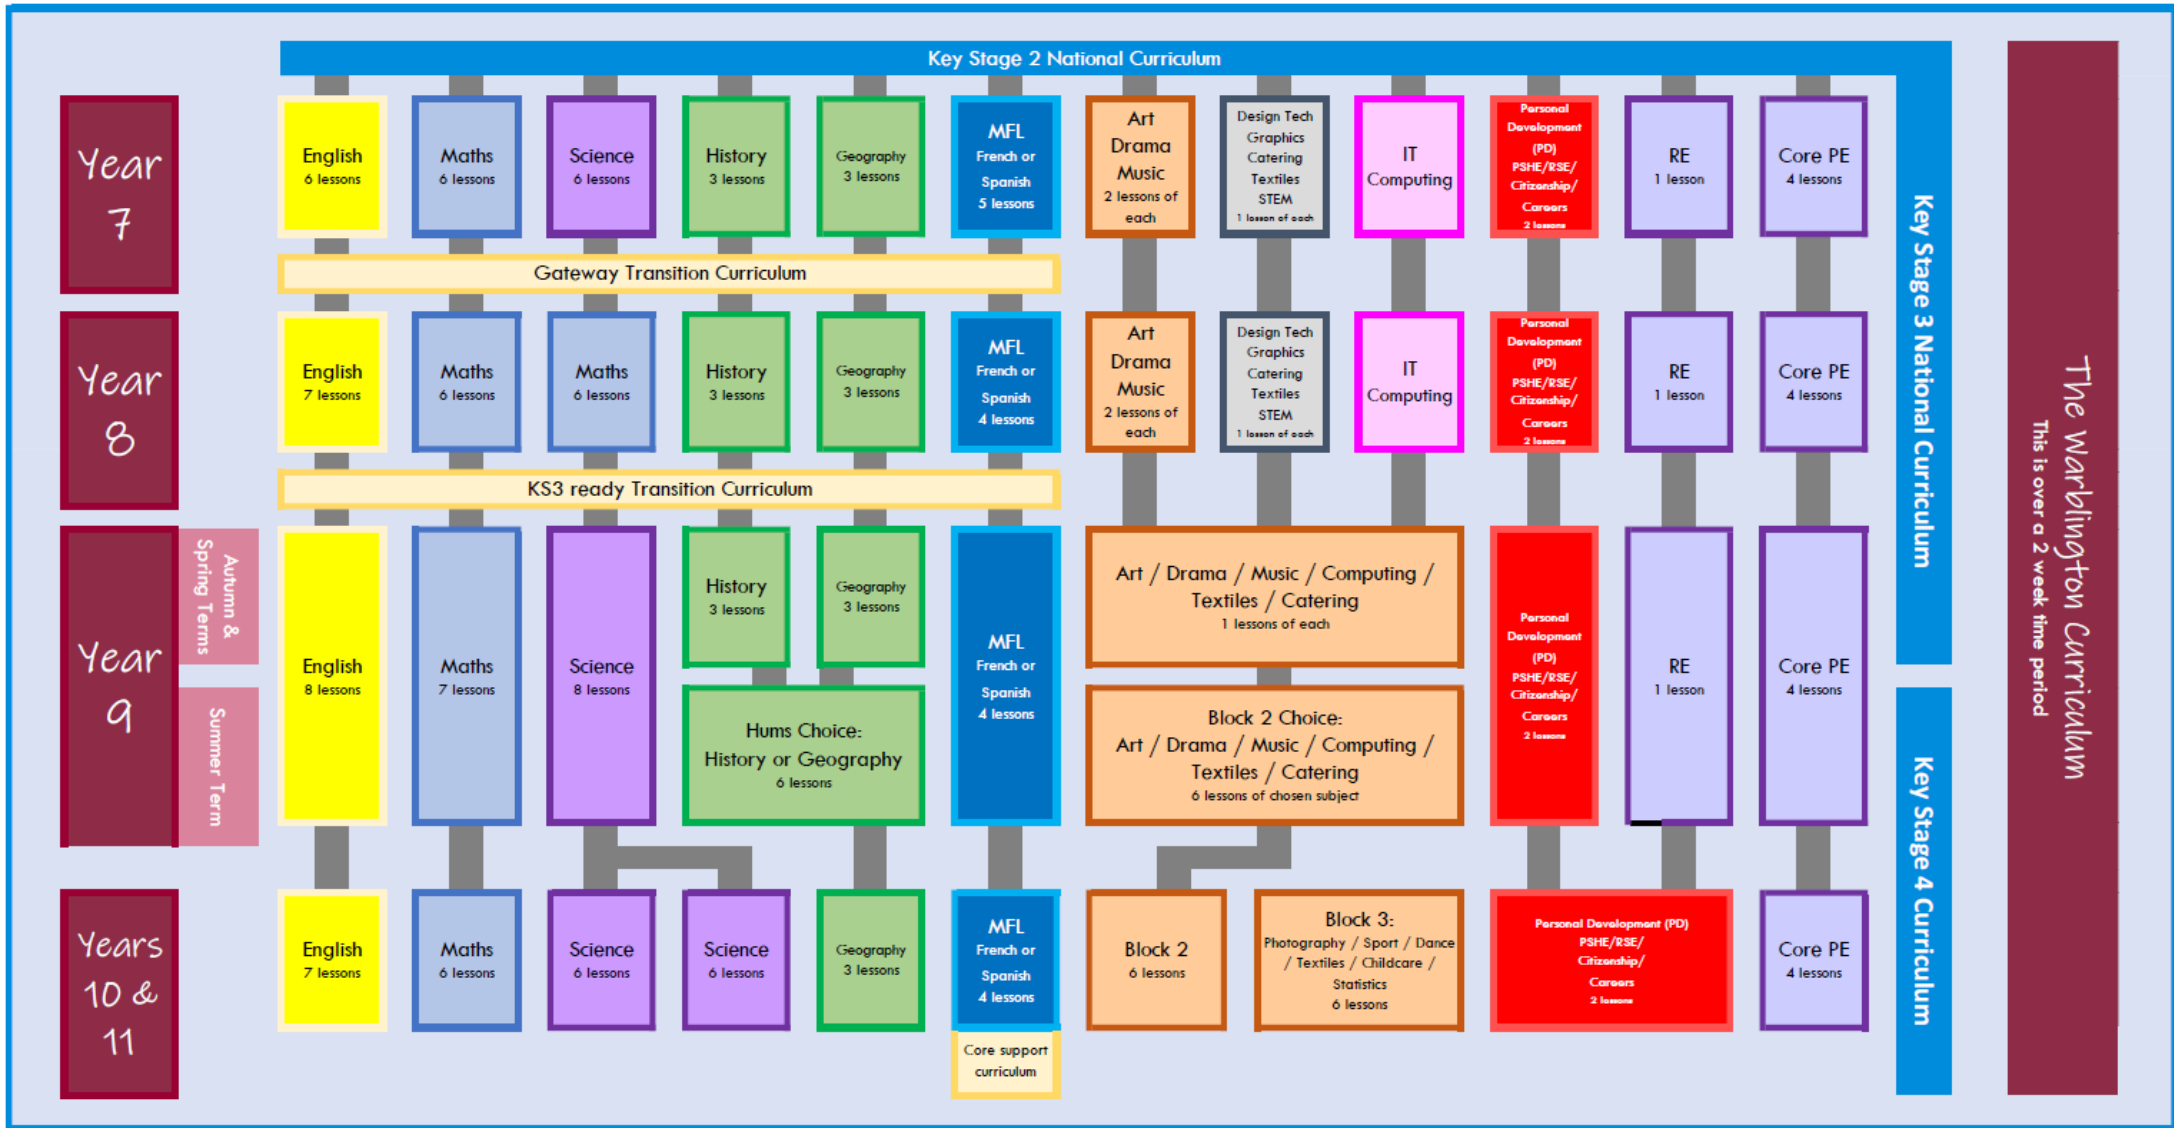 Key Stage 2 National Curriculum
Year
7
English
6 lessons
Maths
6 lessons
Science
6 lessons
History
3 lessons
Geography
3 lessons
MFL
French or
Spanish
5 lessons
Art
Drama
Music
2 lessons of
each
Design Tech
Graphics
Catering
Textiles
STEM
1 lesson of each
IT
Computing
Personal
Development
(PD)
PSHE/RSE/
Citizenship/
Careers
2 lessons
RE
1 lesson
Core PE
4 lessons
Gateway Transition Curriculum
Year
8
English
7 lessons
Maths
6 lessons
Maths
6 lessons
History
3 lessons
Geography
3 lessons
MFL
French or
Spanish
4 lessons
Art
Drama
Music
2 lessons of
each
Design Tech
Graphics
Catering
Textiles
STEM
1 lesson of each
IT
Computing
Personal
Development
(PD)
PSHE/RSE/
Citizenship/
Careers
2 lessons
RE
1 lesson
Core PE
4 lessons
KS3 ready Transition Curriculum
Year
9
Autumn &
Spring Terms
Summer Term
English
8 lessons
Maths
7 lessons
Science
8 lessons
History
3 lessons
Geography
3 lessons
Hums Choice:
History or Geography
6 lessons
MFL
French or
Spanish
4 lessons
Art / Drama / Music / Computing /
Textiles / Catering
1 lessons of each
Block 2 Choice:
Art / Drama / Music / Computing /
Textiles / Catering
6 lessons of chosen subject
Personal
Development
(PD)
PSHE/RSE/
Citizenship/
Careers
2 lessons
RE
1 lesson
Core PE
4 lessons
Years
10 &
11
English
7 lessons
Maths
6 lessons
Science
6 lessons
Science
6 lessons
Geography
3 lessons
MFL
French or
Spanish
4 lessons
Core support
curriculum
Block 2
6 lessons
Block 3:
Photography / Sport / Dance
/ Textiles / Childcare /
Statistics
6 lessons
Personal Development (PD)
PSHE/RSE/
Citizenship/
Careers
2 lessons
Core PE
4 lessons
Key Stage 3 National Curriculum
Key Stage 4 Curriculum
The Warblington Curriculum
This is over a 2 week time period